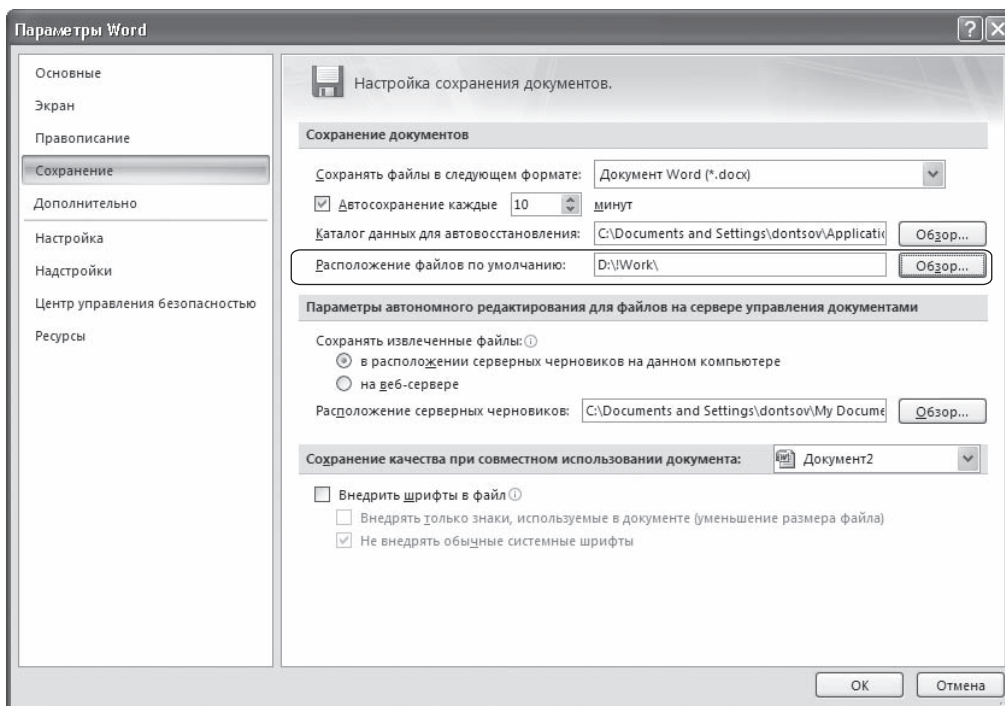 Параметры Word
Основные
Экран
Правописание
Сохранение
Дополнительно
Настройка
Надстройки
Центр управления безопасностью
Ресурсы
Настройка сохранения документов.
Сохранение документов
Сохранять файлы в следующем формате: Документ Word (*.docx)
Автосохранение каждые 10 минут
Каталог данных для автовосстановления: C:\Documents and Settings\dontsov\Applicatio Обзор...
Расположение файлов по умолчанию: D:\!Work\ Обзор...
Параметры автономного редактирования для файлов на сервере управления документами
Сохранять извлеченные файлы:
в расположении серверных черновиков на данном компьютере
на веб-сервере
Расположение серверных черновиков: C:\Documents and Settings\dontsov\My Docume Обзор...
Сохранение качества при совместном использовании документа: Документ2
Внедрить шрифты в файл
Внедрять только знаки, используемые в документе (уменьшение размера файла)
Не внедрять обычные системные шрифты
ОК Отмена